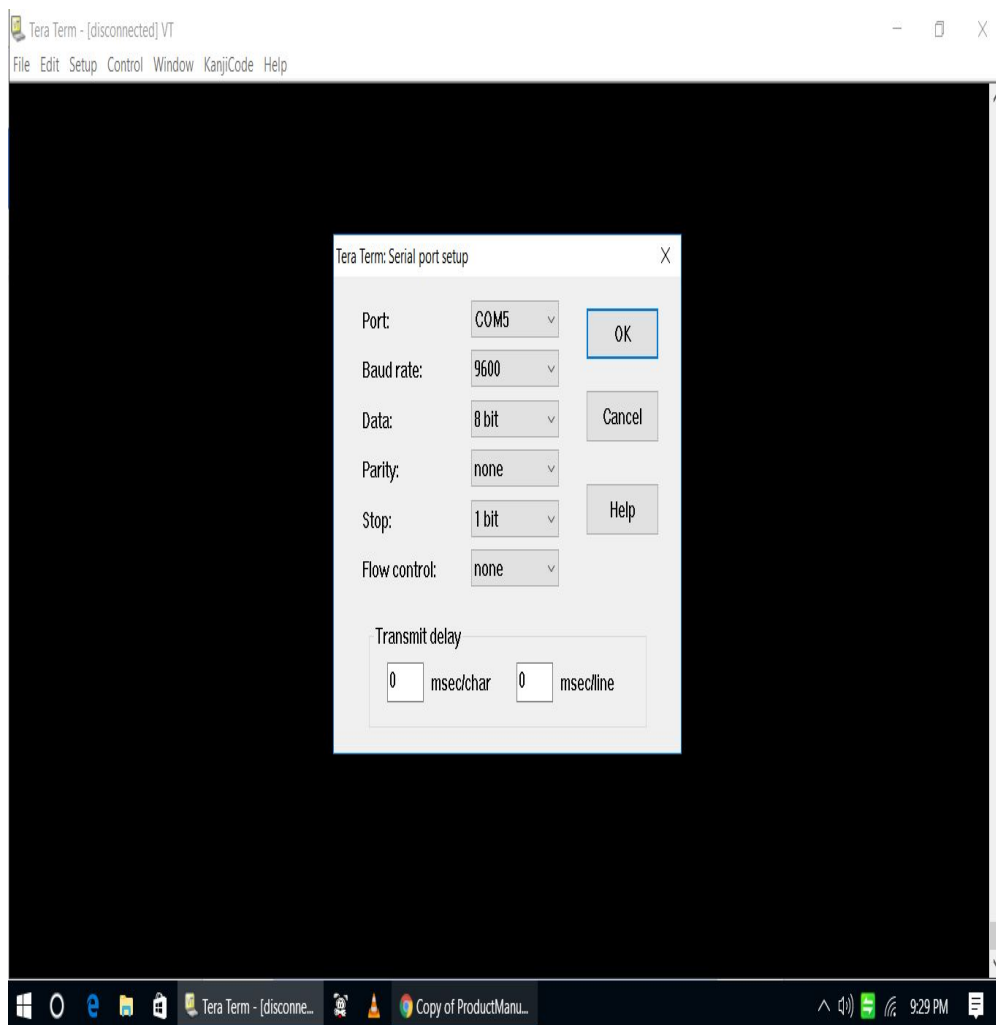 Tera Term - [disconnected] VT
File Edit Setup Control Window KanjiCode Help
Tera Term: Serial port setup
Port: COM5 OK
Baud rate: 9600
Data: 8 bit Cancel
Parity: none
Stop: 1 bit Help
Flow control: none
Transmit delay
0 msec/char 0 msec/line
Tera Term - [disconne... Copy of ProductManu... 9:29 PM